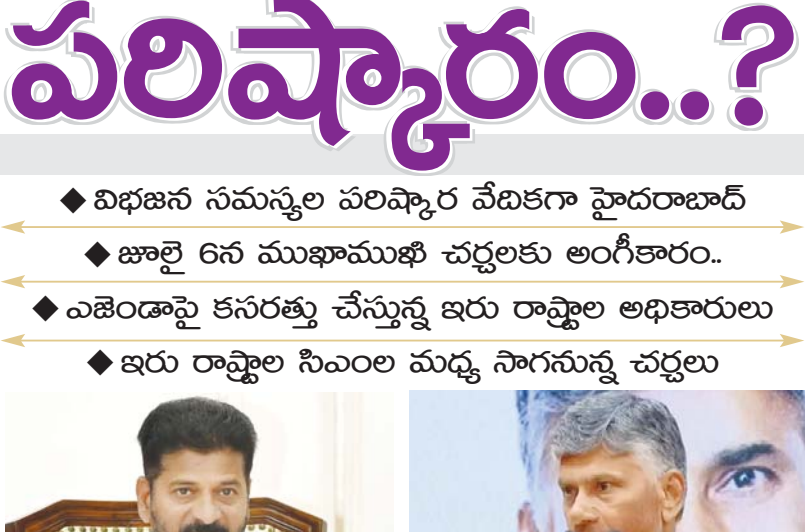 పరిష్కారం..?
◆ విభజన సమస్యల పరిష్కార వేదికగా హైదరాబాద్
◆ జూలై 6న ముఖాముఖి చర్చలకు అంగీకారం..
◆ ఎజెండాపై కసరత్తు చేస్తున్న ఇరు రాష్ట్రాల అధికారులు
◆ ఇరు రాష్ట్రాల సిఎంల మధ్య సాగనున్న చర్చలు